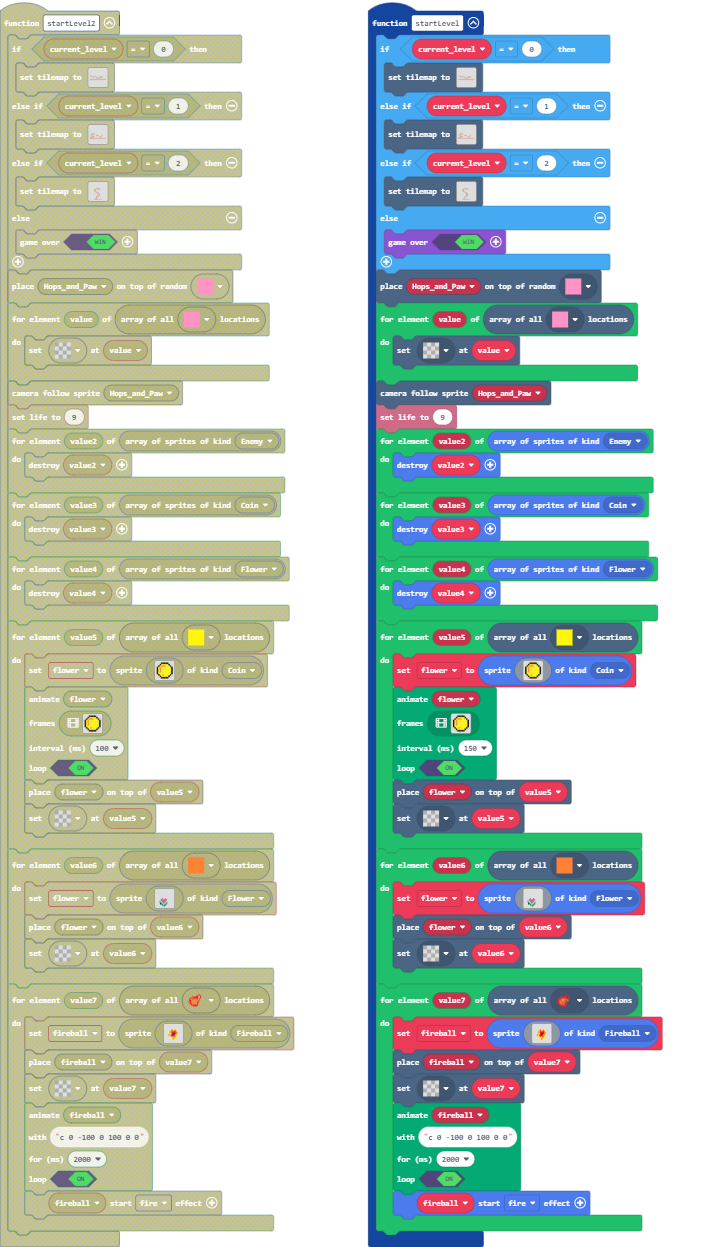 function startLevel2
if current_level = 0 then
set tilemap to
else if current_level = 1 then
set tilemap to
else if current_level = 2 then
set tilemap to
else
game over WIN
place Hops_and_Paw on top of random
for element value of array of all locations
do
set at value
camera follow sprite Hops_and_Paw
set life to 9
for element value2 of array of sprites of kind Enemy
do
destroy value2
for element value3 of array of sprites of kind Coin
do
destroy value3
for element value4 of array of sprites of kind Flower
do
destroy value4
for element value5 of array of all locations
do
set flower to sprite of kind Coin
animate flower
frames
interval (ms) 100
loop ON
place flower on top of value5
set at value5
for element value6 of array of all locations
do
set flower to sprite of kind Flower
place flower on top of value6
set at value6
for element value7 of array of all locations
do
set fireball to sprite of kind Fireball
place fireball on top of value7
set at value7
animate fireball
with "c 0 -100 0 100 0 0"
for (ms) 2000
loop ON
fireball start fire effect
function startLevel
if current_level = 0 then
set tilemap to
else if current_level = 1 then
set tilemap to
else if current_level = 2 then
set tilemap to
else
game over WIN
place Hops_and_Paw on top of random
for element value of array of all locations
do
set at value
camera follow sprite Hops_and_Paw
set life to 9
for element value2 of array of sprites of kind Enemy
do
destroy value2
for element value3 of array of sprites of kind Coin
do
destroy value3
for element value4 of array of sprites of kind Flower
do
destroy value4
for element value5 of array of all locations
do
set flower to sprite of kind Coin
animate flower
frames
interval (ms) 150
loop ON
place flower on top of value5
set at value5
for element value6 of array of all locations
do
set flower to sprite of kind Flower
place flower on top of value6
set at value6
for element value7 of array of all locations
do
set fireball to sprite of kind Fireball
place fireball on top of value7
set at value7
animate fireball
with "c 0 -100 0 100 0 0"
for (ms) 2000
loop ON
fireball start fire effect